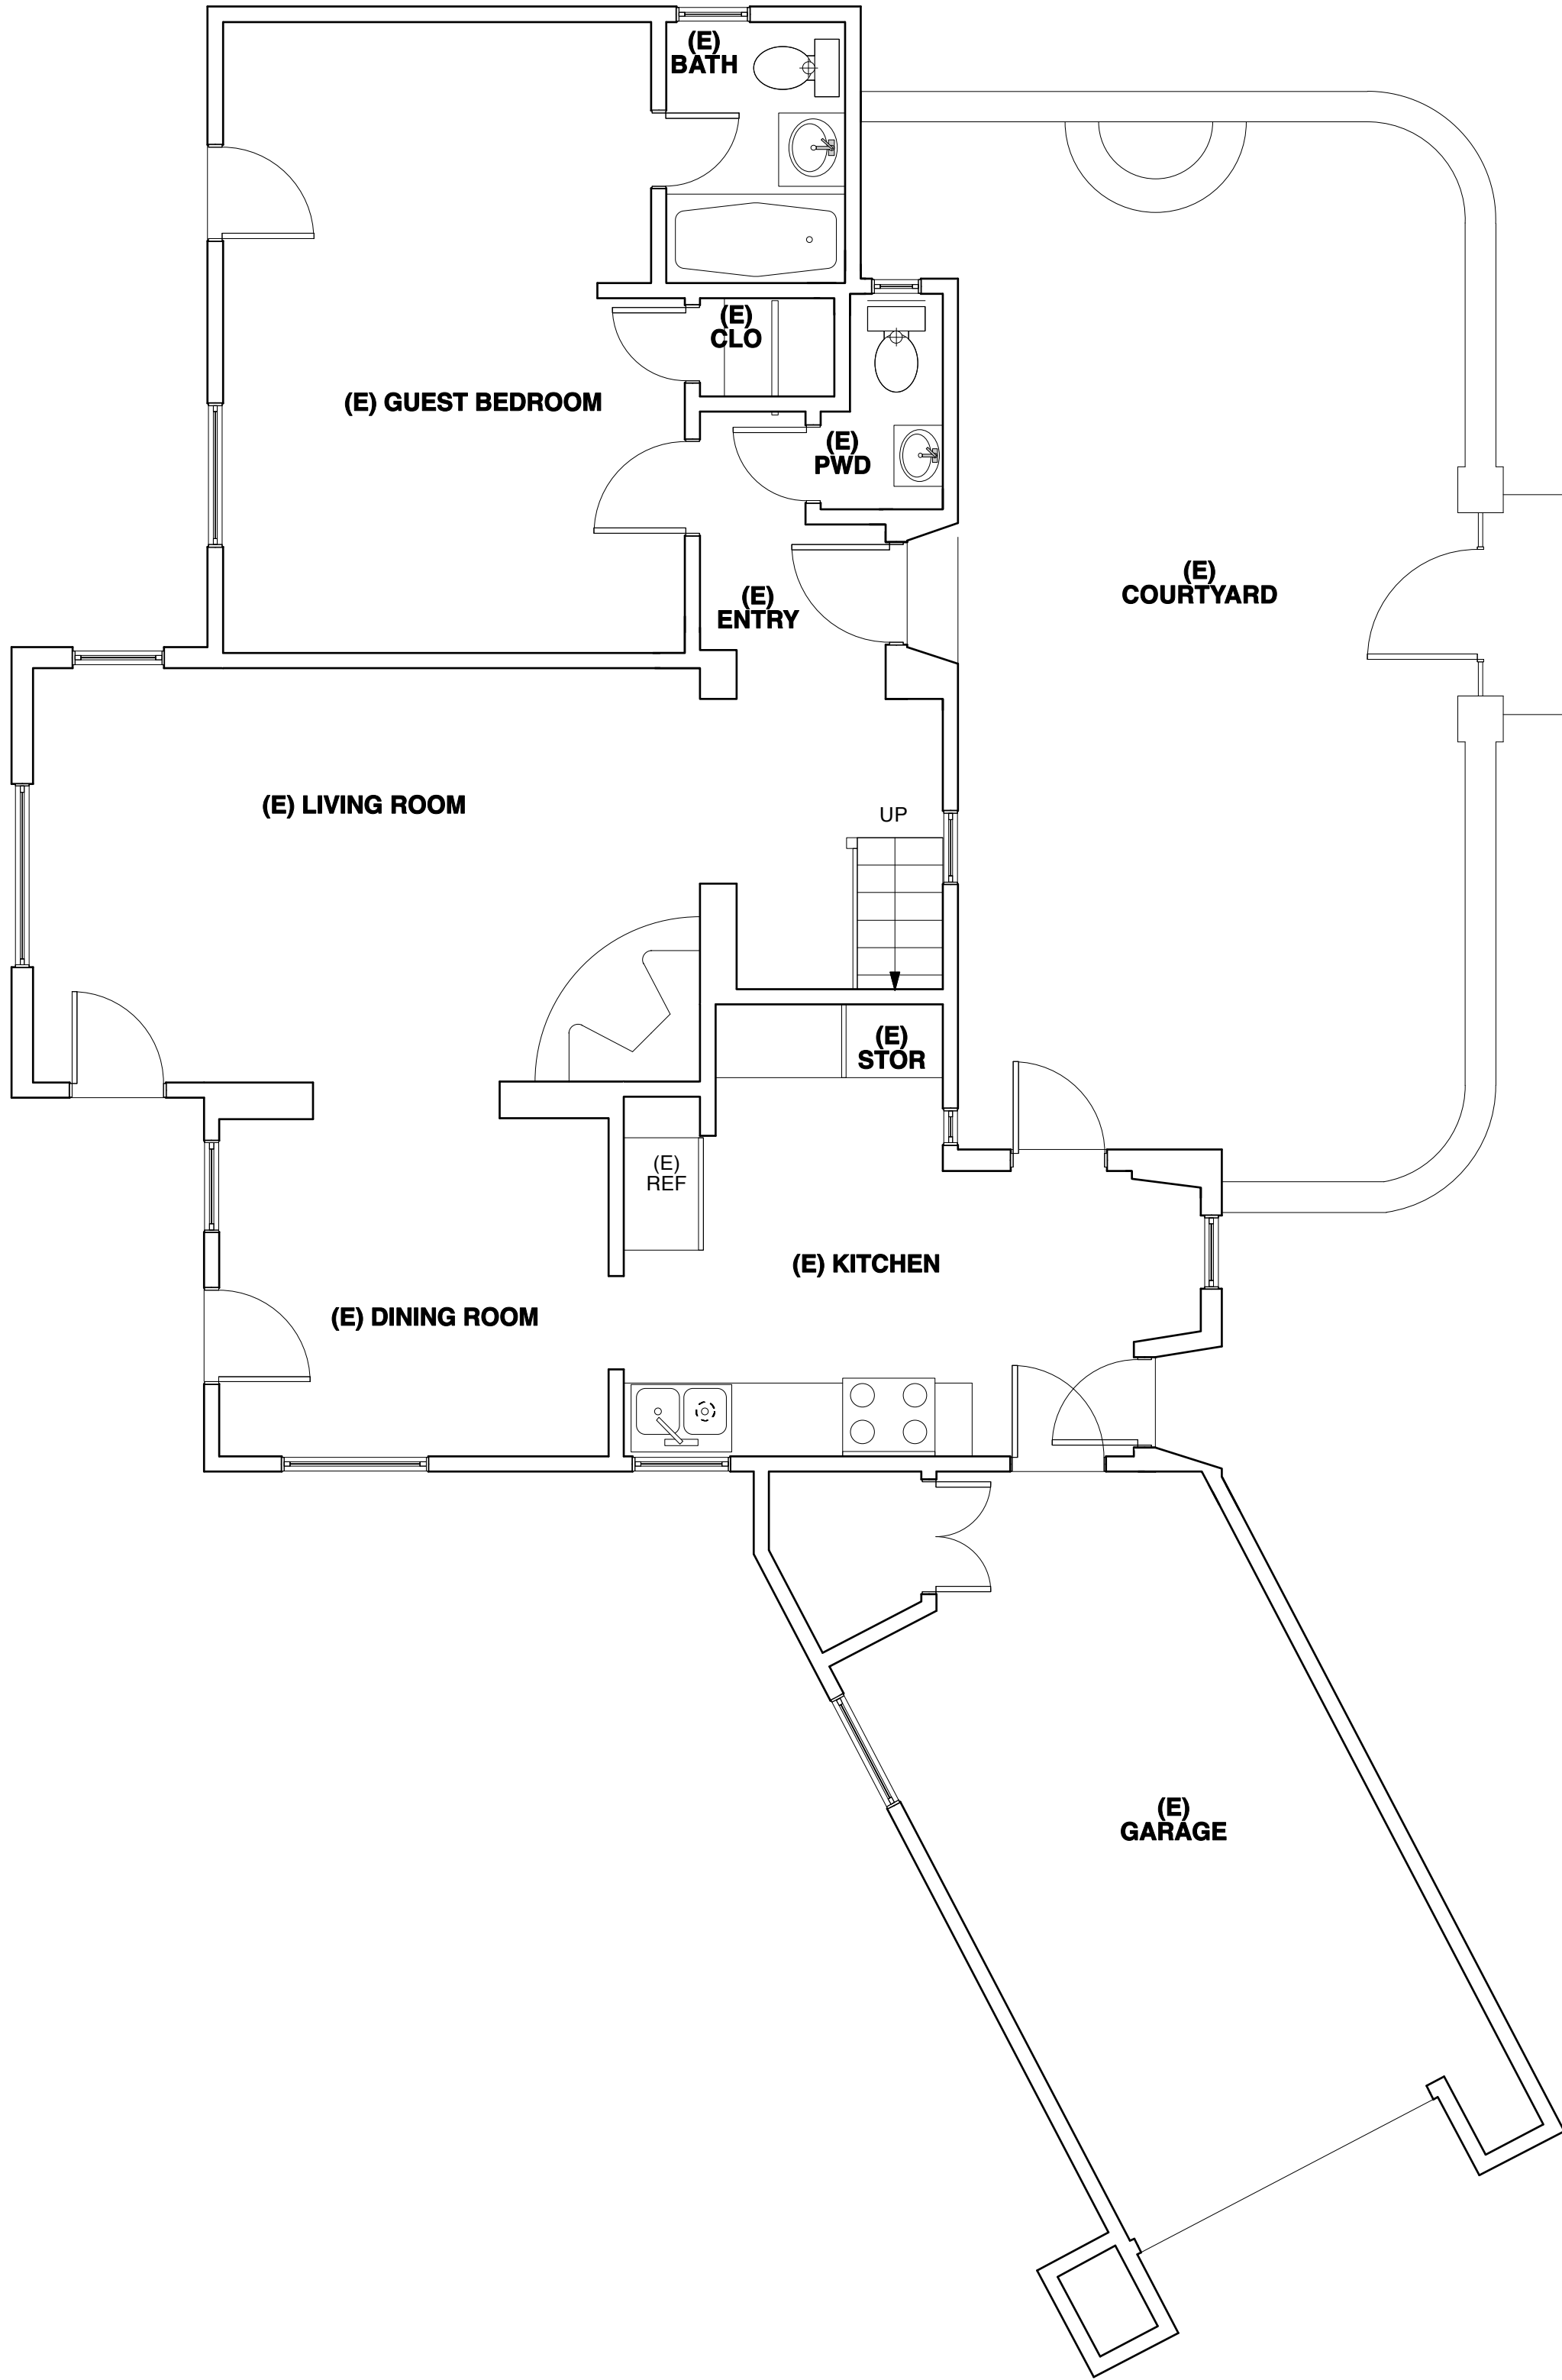 (E)
BATH
(E)
CLO
(E) GUEST BEDROOM
(E)
PWD
(E)
ENTRY
(E)
COURTYARD
(E) LIVING ROOM
UP
(E)
STOR
(E)
REF
(E) KITCHEN
(E) DINING ROOM
(E)
GARAGE